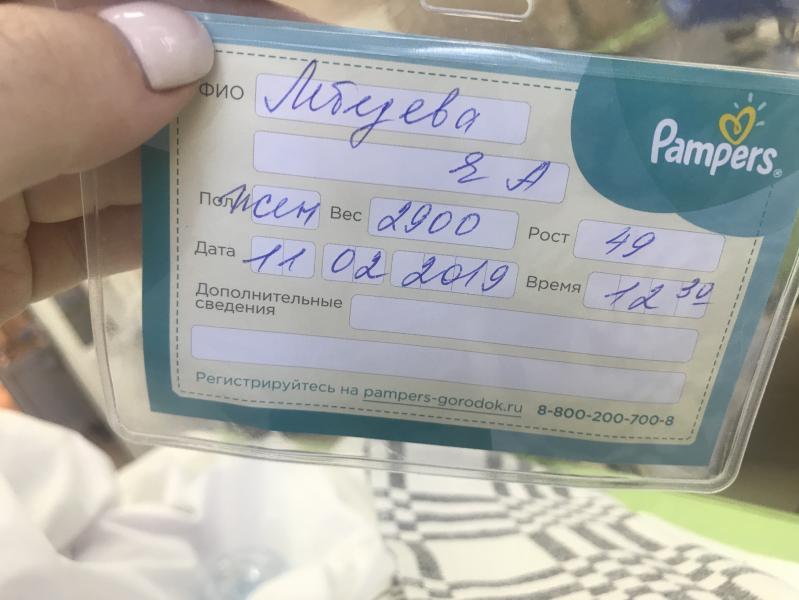 Pampers
ФИО Лебедева
Е А
Пол жен Вес 2900 Рост 49
Дата 11 02 2019 Время 12 30
Дополнительные
сведения
Регистрируйтесь на pampers-gorodok.ru 8-800-200-700-8